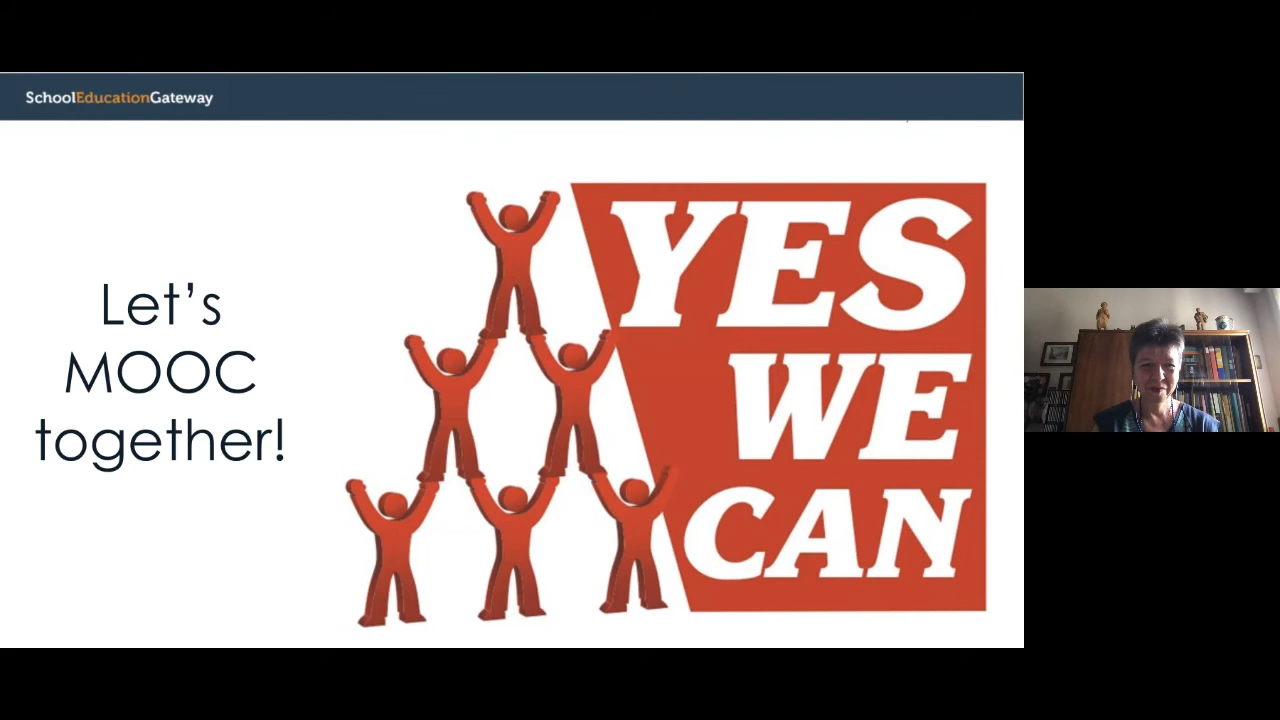 SchoolEducationGateway
Let's
MOOC
together!
YES
WE
CAN